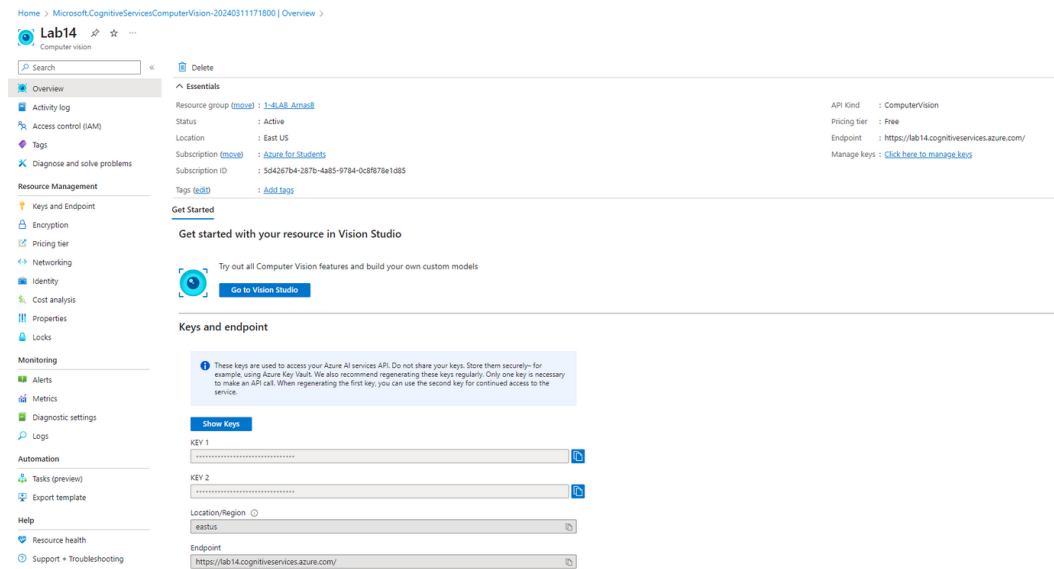 Home > Microsoft.CognitiveServicesComputerVision-20240311171800 | Overview >
Lab14
Computer vision
Search
Overview
Activity log
Access control (IAM)
Tags
Diagnose and solve problems
Resource Management
Keys and Endpoint
Encryption
Pricing tier
Networking
Identity
Cost analysis
Properties
Locks
Monitoring
Alerts
Metrics
Diagnostic settings
Logs
Automation
Tasks (preview)
Export template
Help
Resource health
Support + Troubleshooting
Delete
Essentials
Resource group (move) : 1-4LAB_ArnasB
Status : Active
Location : East US
Subscription (move) : Azure for Students
Subscription ID : 5d4267b4-287b-4a85-9784-0c8f878e1d85
Tags (edit) : Add tags
API Kind : ComputerVision
Pricing tier : Free
Endpoint : https://lab14.cognitiveservices.azure.com/
Manage keys : Click here to manage keys
Get Started
Get started with your resource in Vision Studio
Try out all Computer Vision features and build your own custom models
Go to Vision Studio
Keys and endpoint
These keys are used to access your Azure AI services API. Do not share your keys. Store them securely– for
example, using Azure Key Vault. We also recommend regenerating these keys regularly. Only one key is necessary
to make an API call. When regenerating the first key, you can use the second key for continued access to the
service.
Show Keys
KEY 1
KEY 2
Location/Region
eastus
Endpoint
https://lab14.cognitiveservices.azure.com/